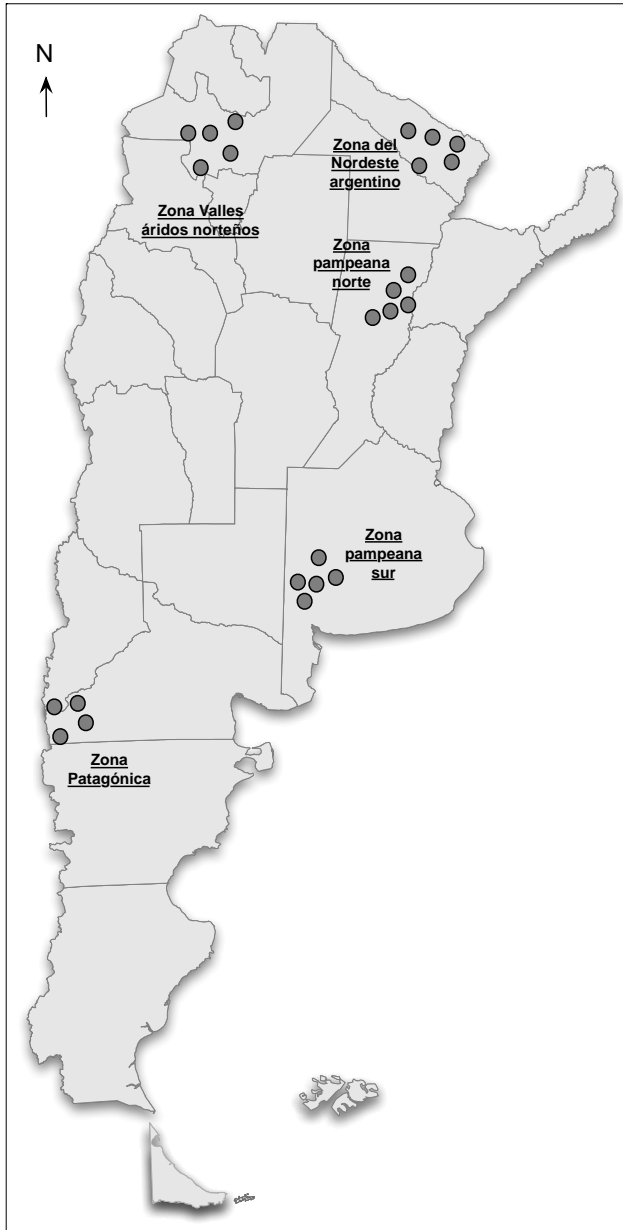 N
Zona del
Nordeste
argentino
Zona Valles
áridos norteños
Zona
pampeana
norte
Zona
pampeana
sur
Zona
Patagónica